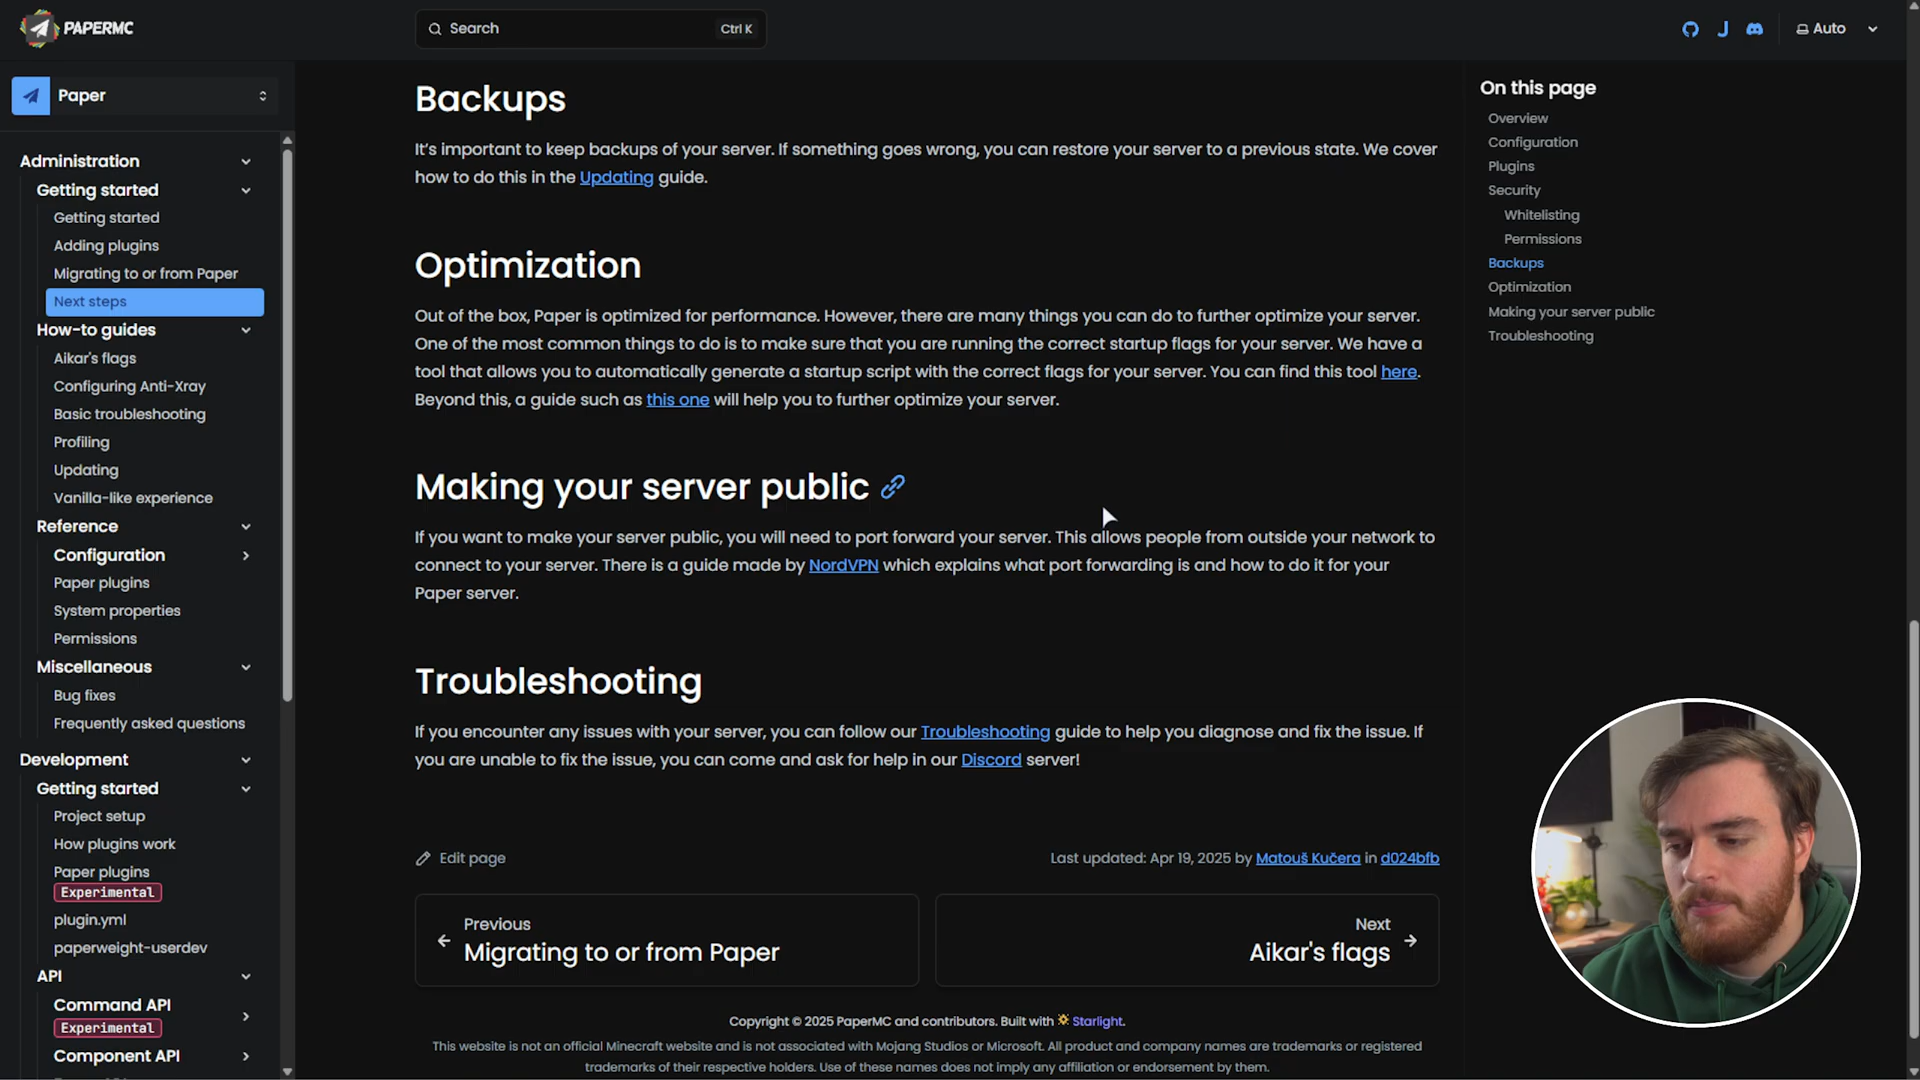 PAPERMC
Search
Ctrl K
Auto
Paper
Administration
Getting started
Getting started
Adding plugins
Migrating to or from Paper
Next steps
How-to guides
Aikar's flags
Configuring Anti-Xray
Basic troubleshooting
Profiling
Updating
Vanilla-like experience
Reference
Configuration
Paper plugins
System properties
Permissions
Miscellaneous
Bug fixes
Frequently asked questions
Development
Getting started
Project setup
How plugins work
Paper plugins
Experimental
plugin.yml
paperweight-userdev
API
Command API
Experimental
Component API
Backups
It's important to keep backups of your server. If something goes wrong, you can restore your server to a previous state. We cover
how to do this in the Updating guide.
Optimization
Out of the box, Paper is optimized for performance. However, there are many things you can do to further optimize your server.
One of the most common things to do is to make sure that you are running the correct startup flags for your server. We have a
tool that allows you to automatically generate a startup script with the correct flags for your server. You can find this tool here.
Beyond this, a guide such as this one will help you to further optimize your server.
Making your server public
If you want to make your server public, you will need to port forward your server. This allows people from outside your network to
connect to your server. There is a guide made by NordVPN which explains what port forwarding is and how to do it for your
Paper server.
Troubleshooting
If you encounter any issues with your server, you can follow our Troubleshooting guide to help you diagnose and fix the issue. If
you are unable to fix the issue, you can come and ask for help in our Discord server!
Edit page
Last updated: Apr 19, 2025 by Matouš Kučera in d024bfb
Previous
Migrating to or from Paper
Next
Aikar's flags
Copyright © 2025 PaperMC and contributors. Built with Starlight.
This website is not an official Minecraft website and is not associated with Mojang Studios or Microsoft. All product and company names are trademarks or registered
trademarks of their respective holders. Use of these names does not imply any affiliation or endorsement by them.
On this page
Overview
Configuration
Plugins
Security
Whitelisting
Permissions
Backups
Optimization
Making your server public
Troubleshooting